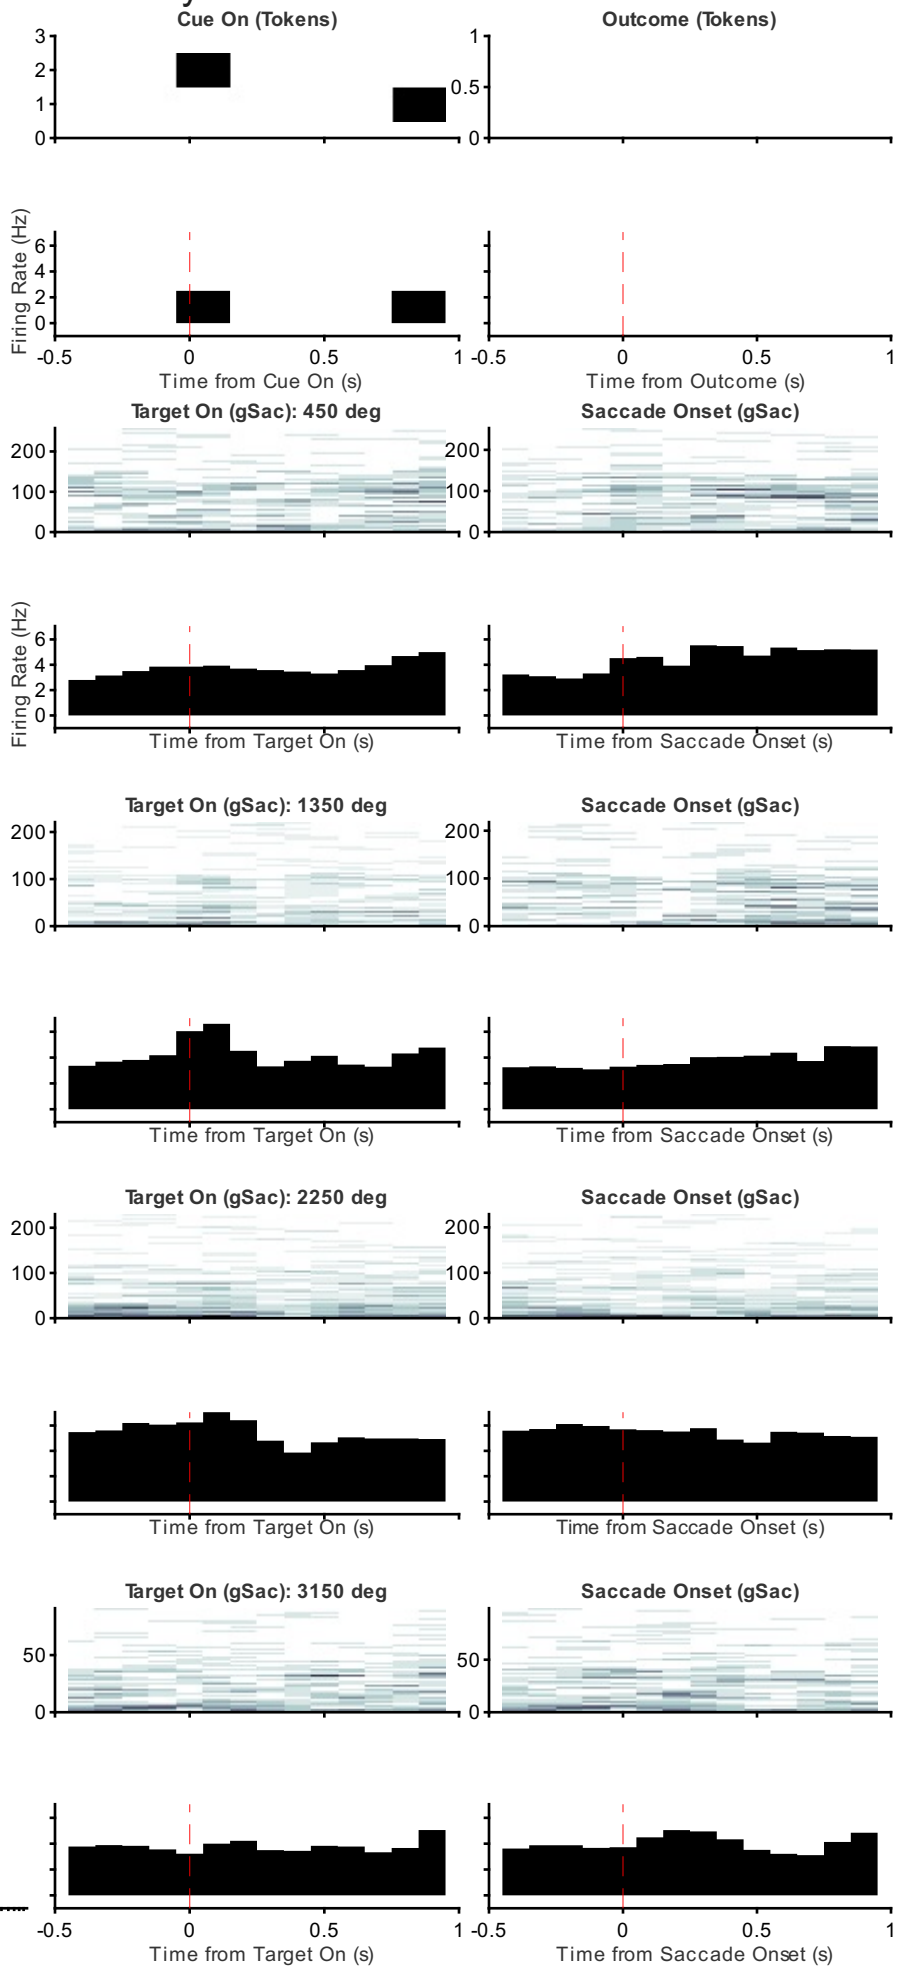 y
Cue On (Tokens) Outcome (Tokens)
3 1
2
0.5
1
0 0
Firing Rate (Hz)
6
4
2
0
-0.5 0 0.5 1 -0.5 0 0.5 1
Time from Cue On (s) Time from Outcome (s)
Target On (gSac): 450 deg Saccade Onset (gSac)
200 200
100 100
0 0
Firing Rate (Hz)
6
4
2
0
Time from Target On (s) Time from Saccade Onset (s)
Target On (gSac): 1350 deg Saccade Onset (gSac)
200 200
100 100
0 0
Time from Target On (s) Time from Saccade Onset (s)
Target On (gSac): 2250 deg Saccade Onset (gSac)
200 200
100 100
0 0
Time from Target On (s) Time from Saccade Onset (s)
Target On (gSac): 3150 deg Saccade Onset (gSac)
50 50
0 0
-0.5 0 0.5 1 -0.5 0 0.5 1
Time from Target On (s) Time from Saccade Onset (s)